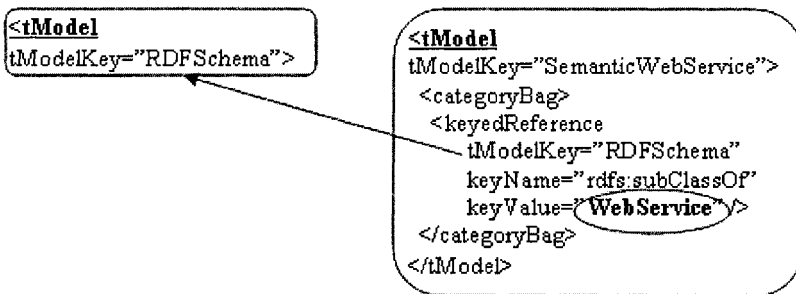 <tModel
tModelKey="RDFSchema">
<tModel
tModelKey="SemanticWebService">
<categoryBag>
<keyedReference
tModelKey="RDFSchema"
keyName="rdfs:subClassOf"
keyValue="WebService"/>
</categoryBag>
</tModel>